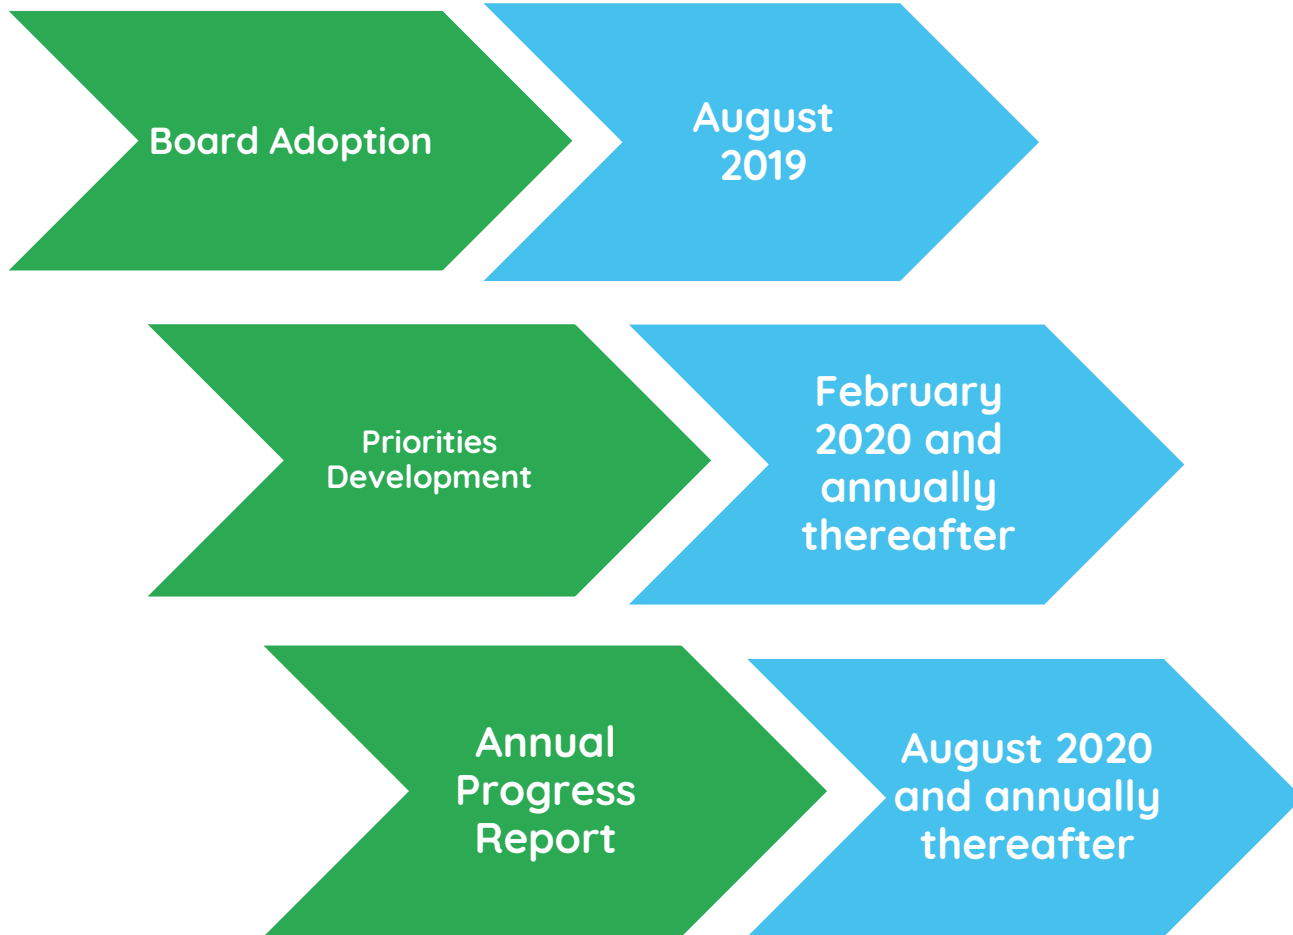 Board Adoption
August
2019
Priorities
Development
February
2020 and
annually
thereafter
Annual
Progress
Report
August 2020
and annually
thereafter